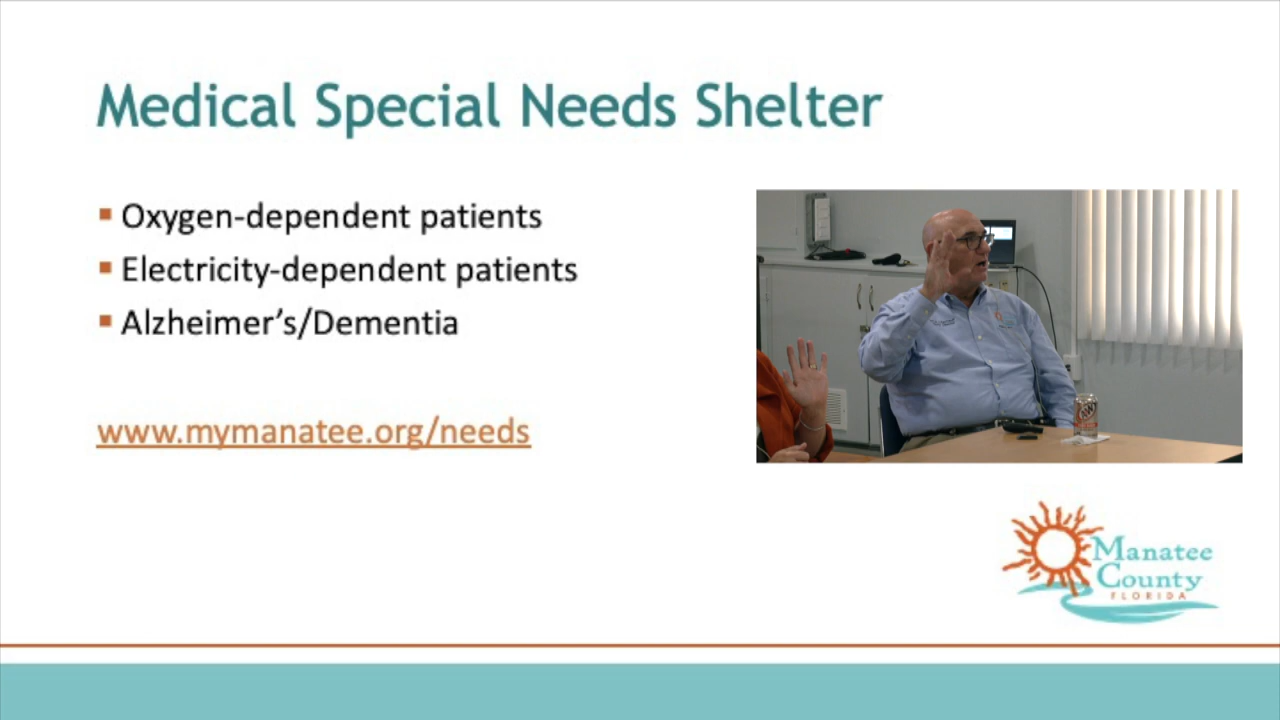 Medical Special Needs Shelter
▪ Oxygen-dependent patients
▪ Electricity-dependent patients
▪ Alzheimer’s/Dementia
www.mymanatee.org/needs
Manatee
County
FLORIDA